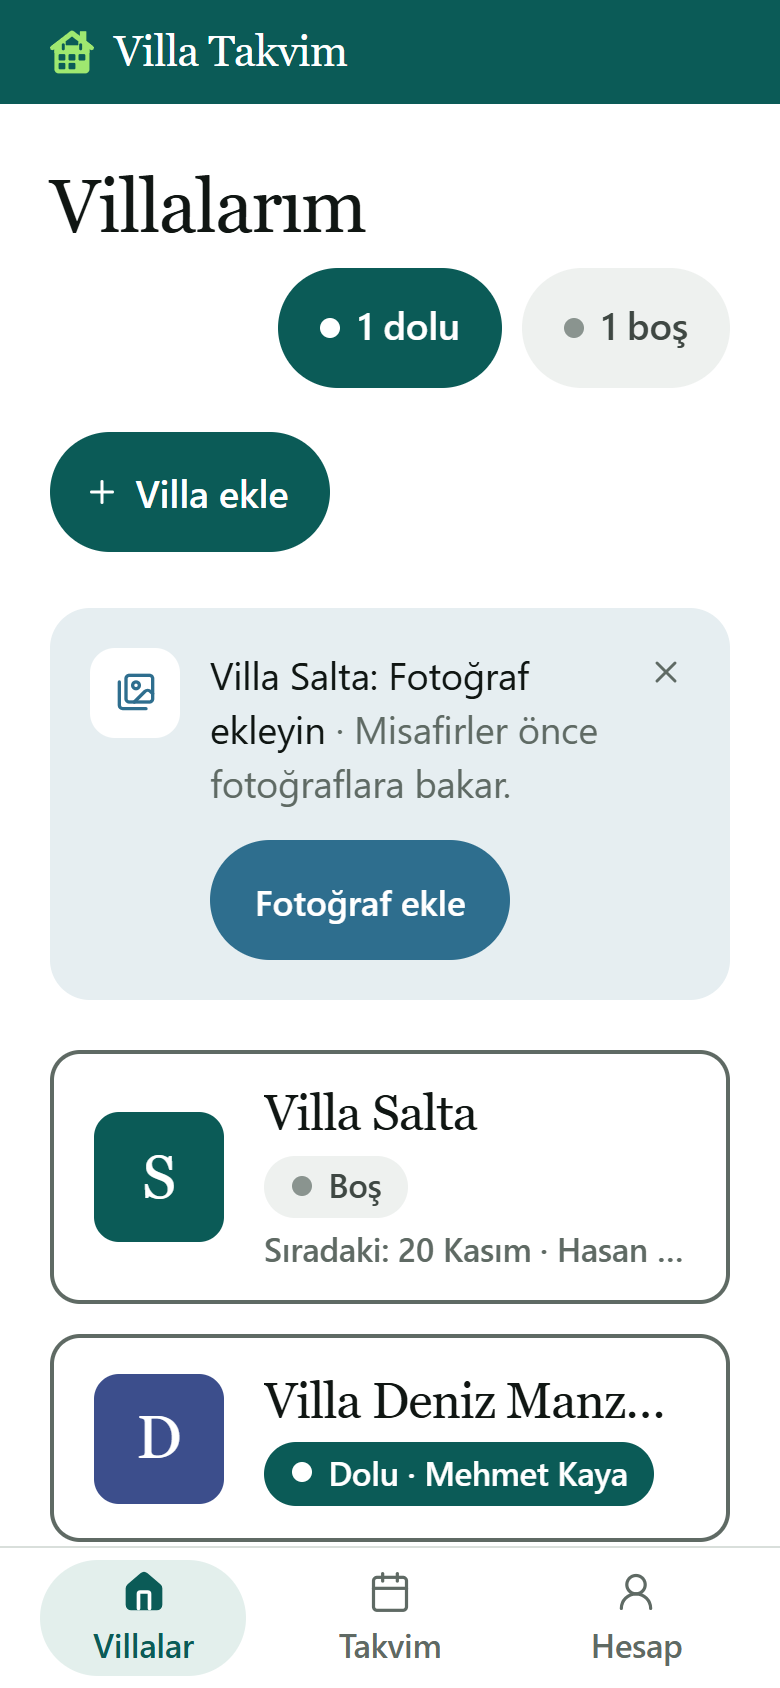 Villa Takvim
Villalarım
1 dolu
1 boş
+ Villa ekle
Villa Salta: Fotoğraf
ekleyin · Misafirler önce
fotoğraflara bakar.
Fotoğraf ekle
S
Villa Salta
Boş
Sıradaki: 20 Kasım · Hasan ...
D
Villa Deniz Manz...
Dolu · Mehmet Kaya
Villalar
Takvim
Hesap